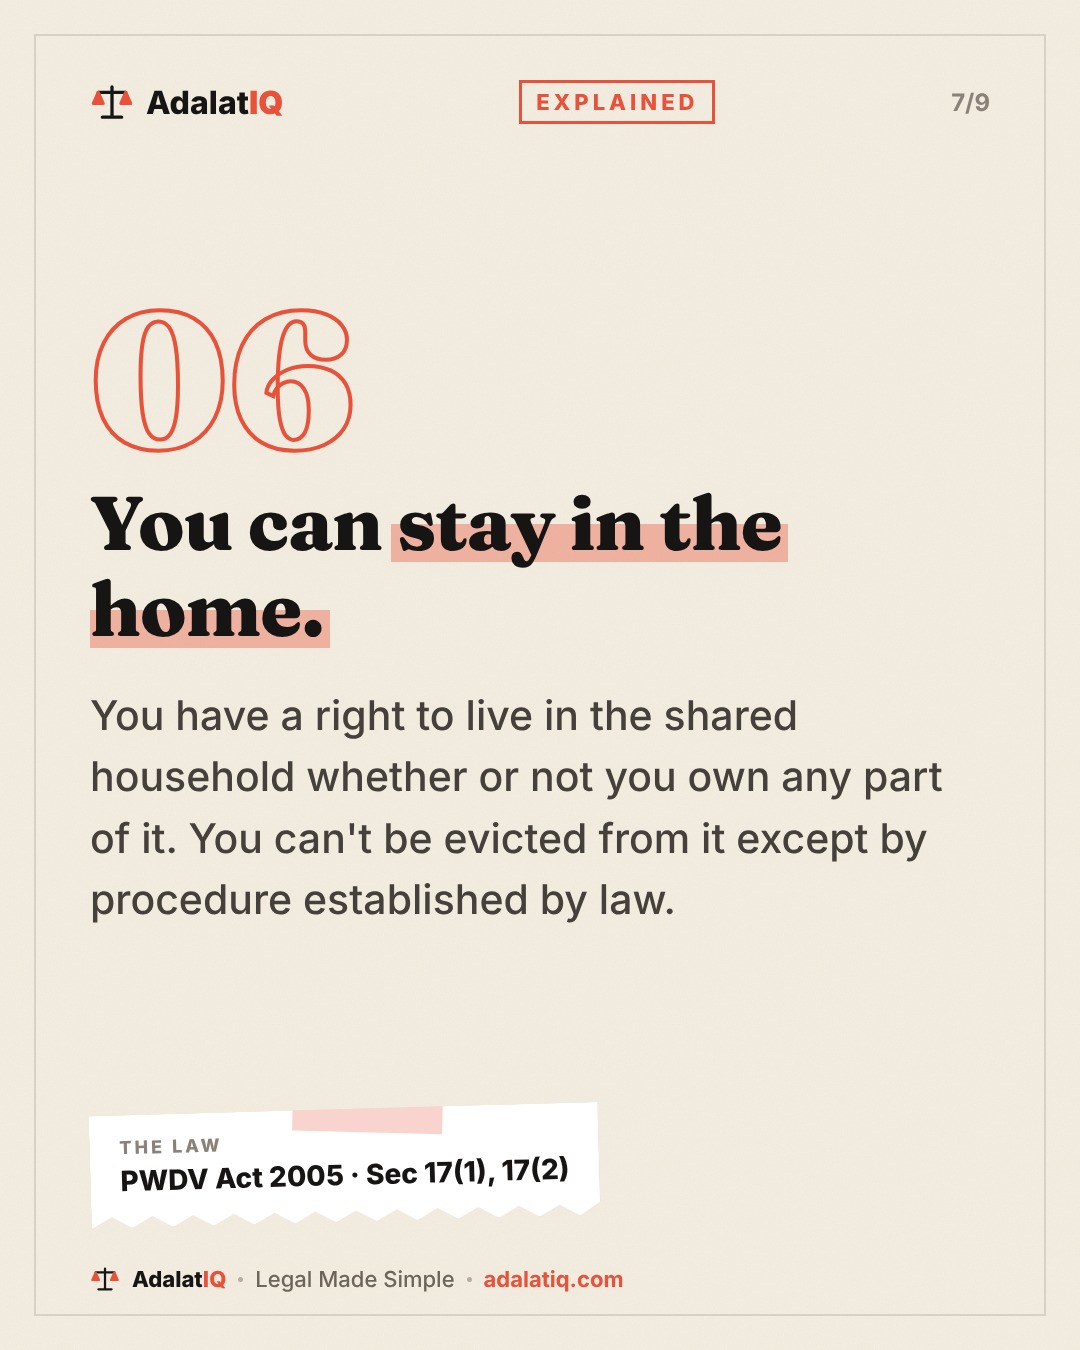 AdalatIQ
EXPLAINED
7/9
06
You can stay in the
home.
You have a right to live in the shared
household whether or not you own any part
of it. You can't be evicted from it except by
procedure established by law.
THE LAW
PWDV Act 2005 · Sec 17(1), 17(2)
AdalatIQ • Legal Made Simple • adalatiq.com